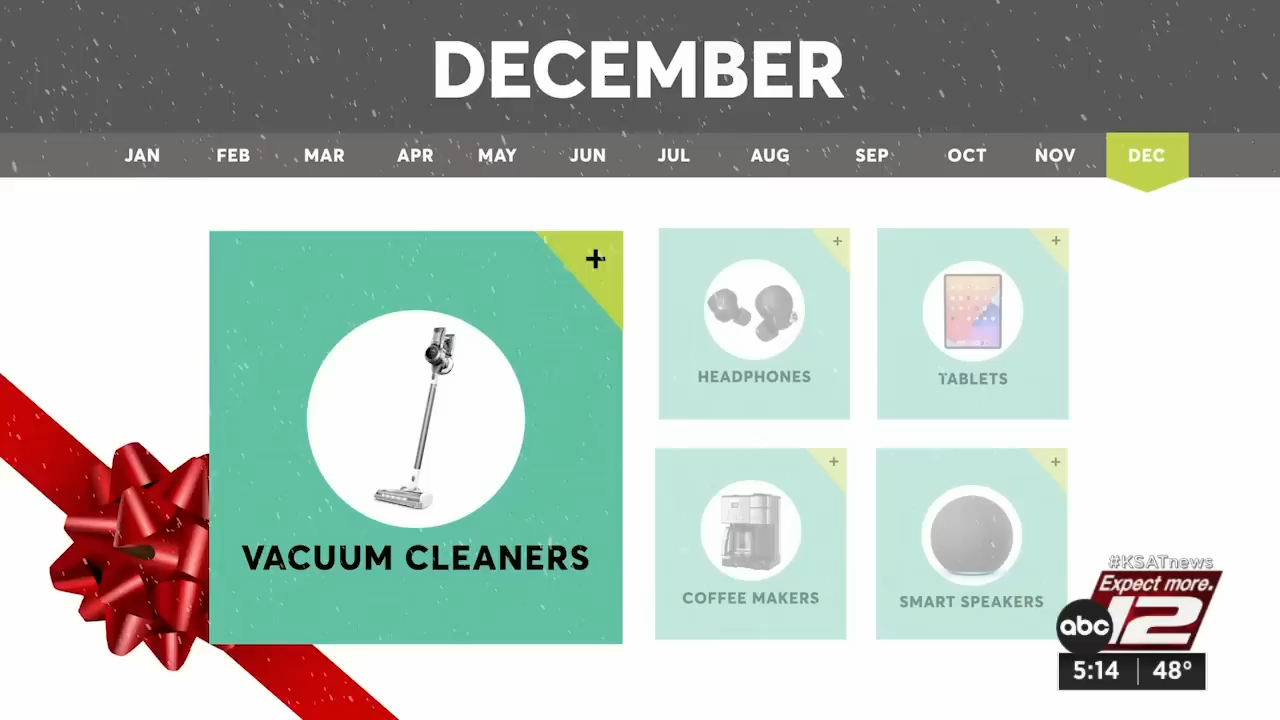 DECEMBER
JAN FEB MAR APR MAY JUN JUL AUG SEP OCT NOV DEC
+ + +
HEADPHONES TABLETS
+ +
VACUUM CLEANERS
COFFEE MAKERS SMART SPEAKERS
#KSATnews
Expect more.
abc 12
5:14 48°